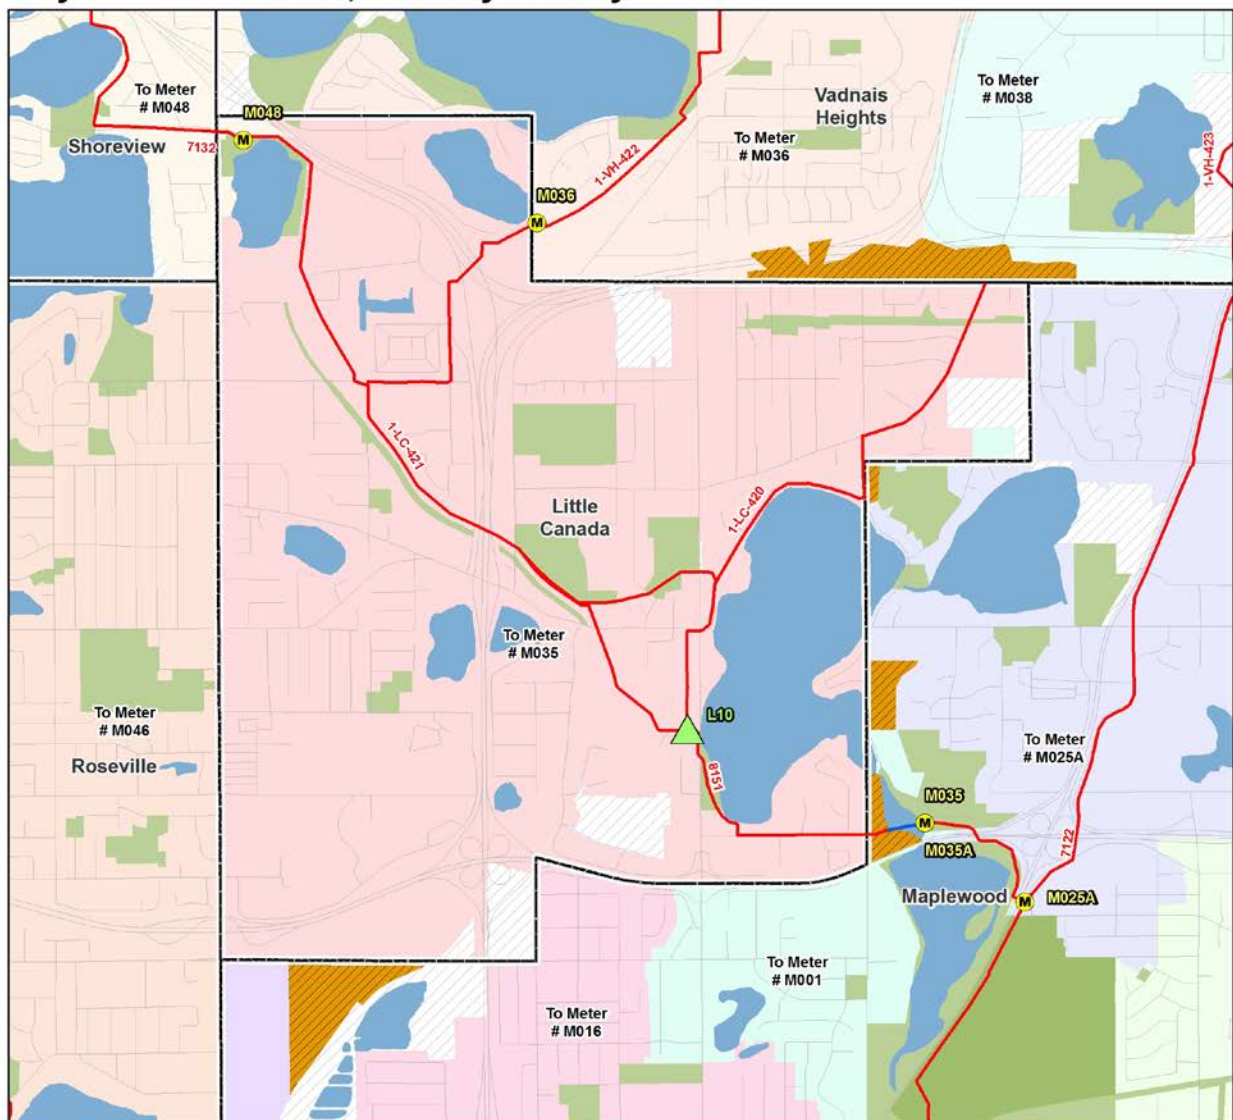 To Meter
# M048
M048
M
Shoreview
7132
Vadnais
Heights
To Meter
# M038
To Meter
# M036
1-VH-422
1-VH-423
M036
M
1-LC-421
Little
Canada
1-LC-420
To Meter
# M035
L10
To Meter
# M046
Roseville
8151
To Meter
# M025A
M035
M
M035A
7122
Maplewood
M
M025A
To Meter
# M001
To Meter
# M016